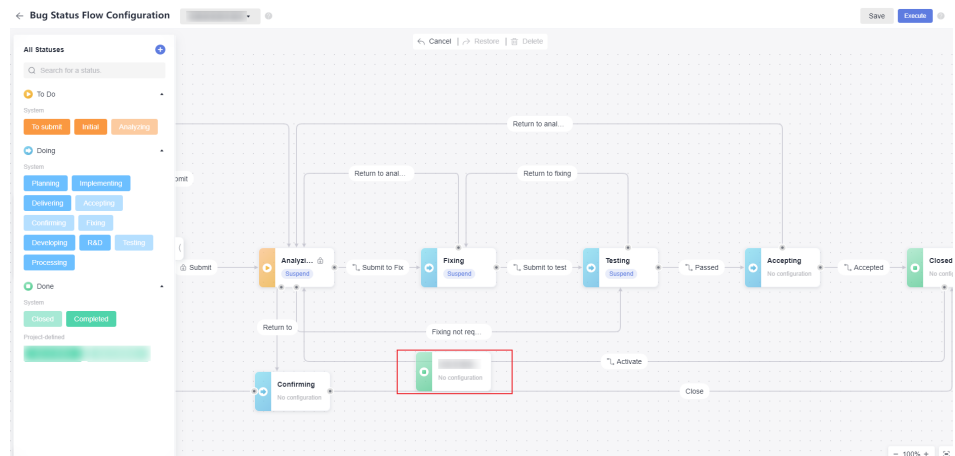 Bug Status Flow Configuration
Save
Execute
Cancel
Restore
Delete
All Statuses
Search for a status.
To Do
System
To submit
Initial
Analyzing
Doing
System
Planning
Implementing
Delivering
Accepting
Confirming
Fixing
Developing
R&D
Testing
Processing
Done
System
Closed
Completed
Project-defined
Return to anal...
Return to anal...
Return to fixing
omit
Submit
Analyzi...
Suspend
Submit to Fix
Fixing
Suspend
Submit to test
Testing
Suspend
Passed
Accepting
No configuration
Accepted
Closed
No confi
Return to
Fixing not req...
Activate
No configuration
Confirming
No configuration
Close
100%